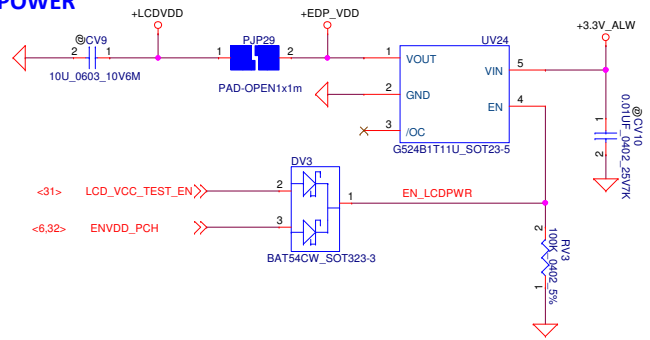 POWER
+LCDVDD
+EDP_VDD
+3.3V_ALW
@CV9
2 1
10U_0603_10V6M
PJP29
1 2
PAD-OPEN1x1m
UV24
1 VOUT
VIN 5
2 GND
EN 4
3 /OC
G524B1T11U_SOT23-5
@CV10
0.01UF_0402_25V7K
1
2
DV3
<31> LCD_VCC_TEST_EN 2
1 EN_LCDPWR
<6,32> ENVDD_PCH 3
BAT54CW_SOT323-3
RV3
100K_0402_5%
2
1